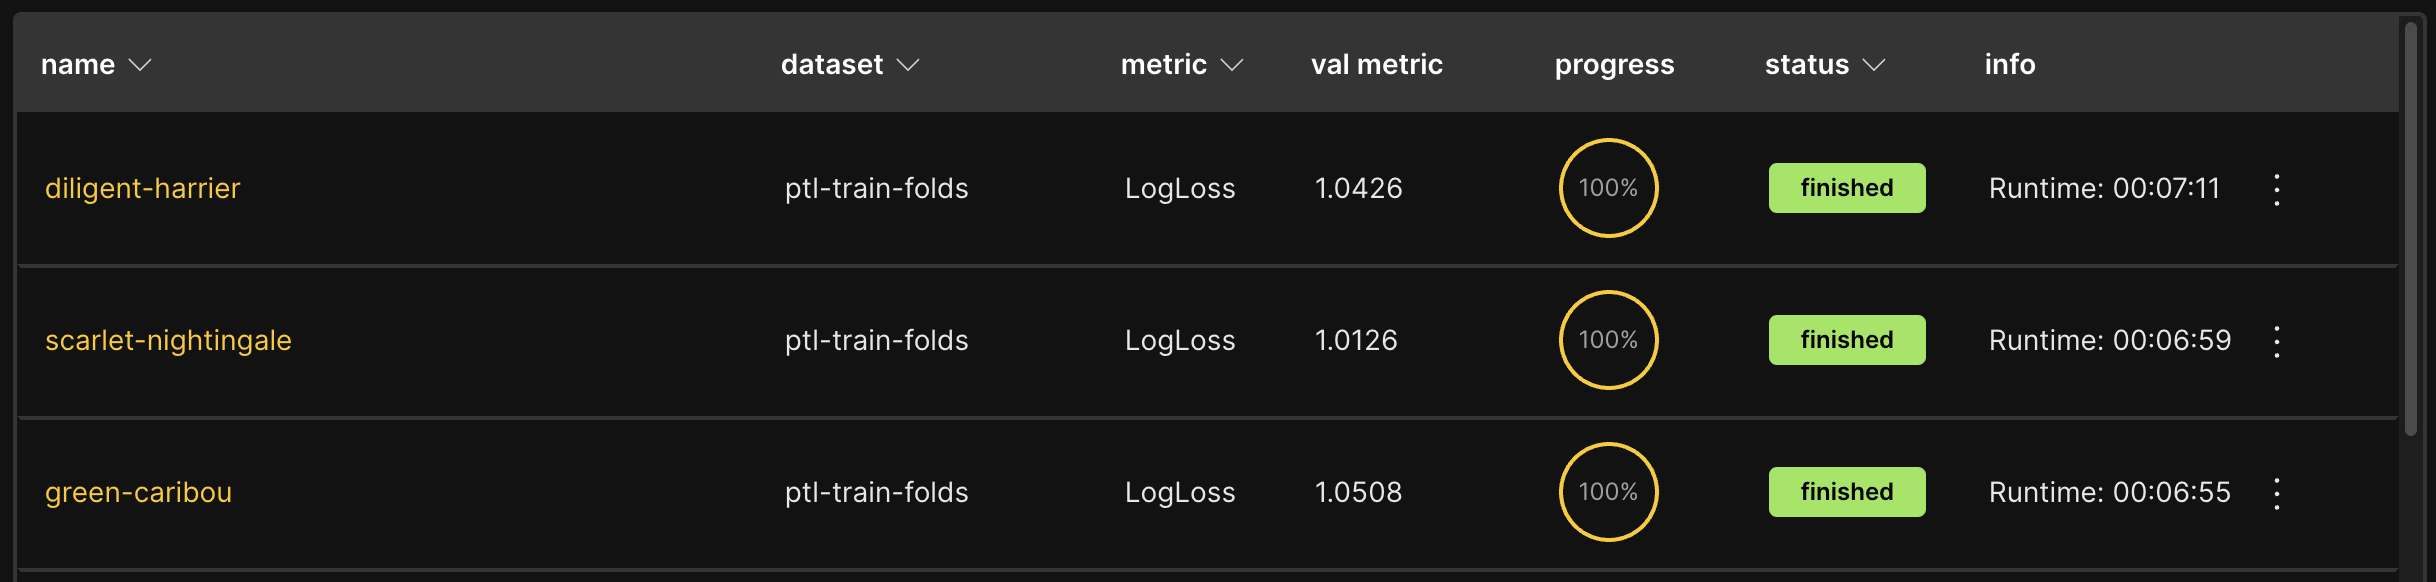 name dataset metric val metric progress status info
diligent-harrier ptl-train-folds LogLoss 1.0426 100% finished Runtime: 00:07:11
scarlet-nightingale ptl-train-folds LogLoss 1.0126 100% finished Runtime: 00:06:59
green-caribou ptl-train-folds LogLoss 1.0508 100% finished Runtime: 00:06:55